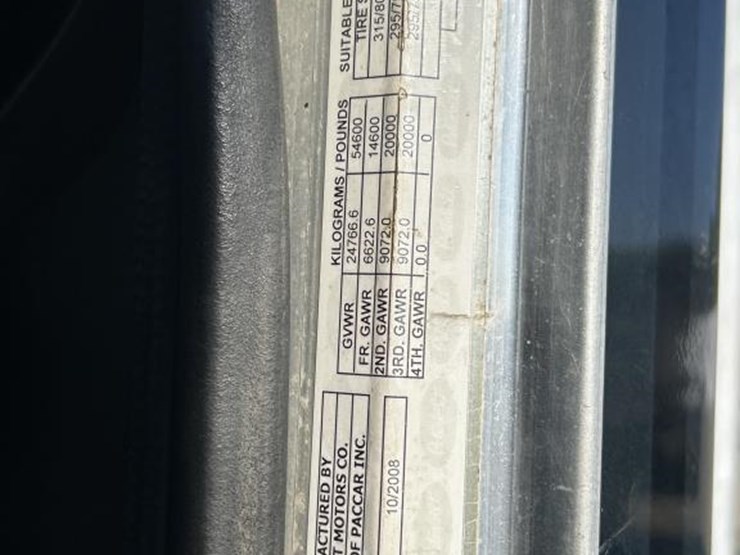 ACTURED BY
T MOTORS CO.
OF PACCAR INC.
10/2008
KILOGRAMS / POUNDS
GVWR 24766.6 54600
FR. GAWR 6622.6 14600
2ND. GAWR 9072.0 20000
3RD. GAWR 9072.0 20000
4TH. GAWR 0.0 0
SUITABLE
TIRE S
315/80
295/7
295/7